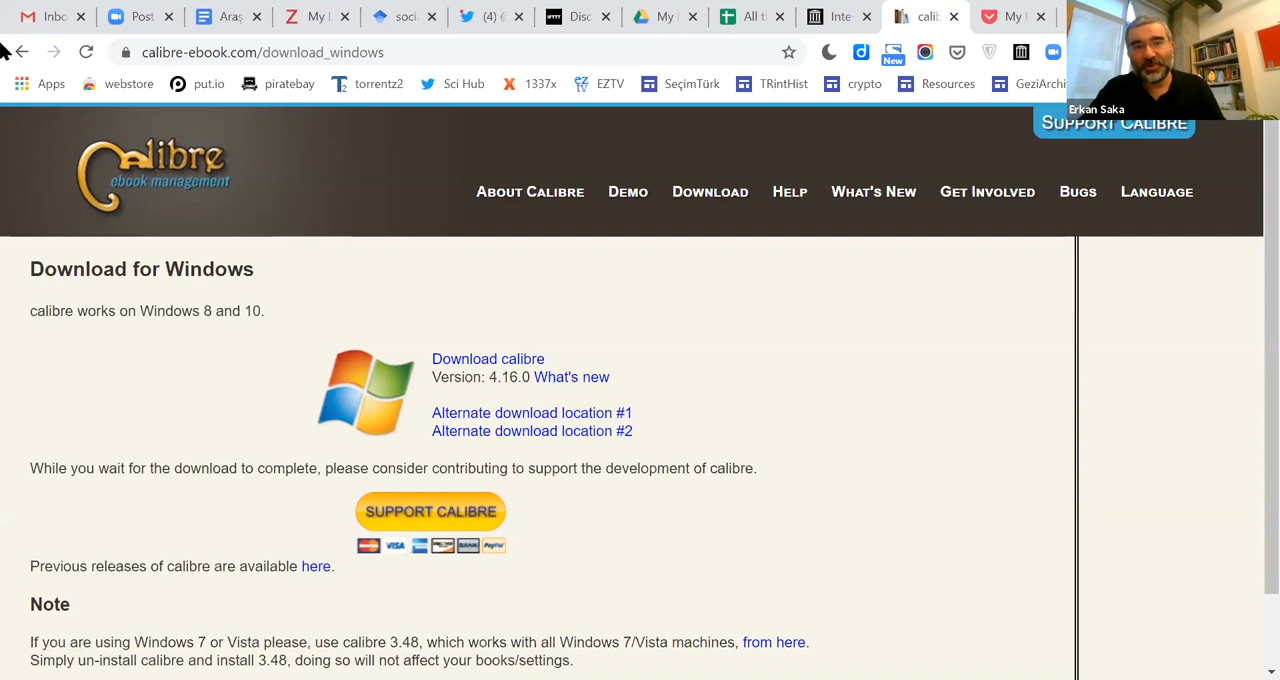 Inbo
Post
Araş
My L
soci
(4)
Disc
My
All t
Inte
calib
My
calibre-ebook.com/download_windows
New
Apps
webstore
put.io
piratebay
torrentz2
Sci Hub
1337x
EZTV
SeçimTürk
TRintHist
crypto
Resources
GeziArchi
Erkan Saka
SUPPORT CALIBRE
Calibre
ebook management
ABOUT CALIBRE DEMO DOWNLOAD HELP WHAT'S NEW GET INVOLVED BUGS LANGUAGE
Download for Windows
calibre works on Windows 8 and 10.
Download calibre
Version: 4.16.0 What's new
Alternate download location #1
Alternate download location #2
While you wait for the download to complete, please consider contributing to support the development of calibre.
SUPPORT CALIBRE
VISA
BANK
PayPal
Previous releases of calibre are available here.
Note
If you are using Windows 7 or Vista please, use calibre 3.48, which works with all Windows 7/Vista machines, from here.
Simply un-install calibre and install 3.48, doing so will not affect your books/settings.